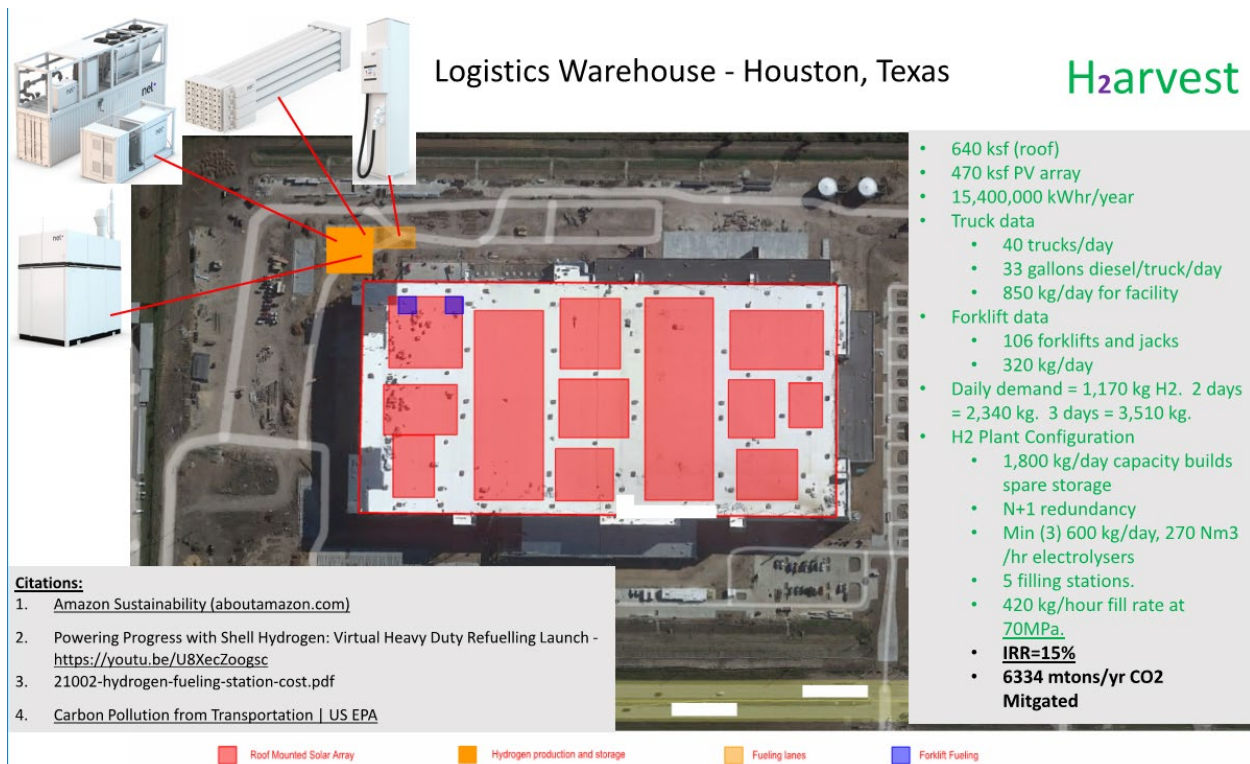 nel
nel
Logistics Warehouse - Houston, Texas
H2arvest
• 640 ksf (roof)
• 470 ksf PV array
• 15,400,000 kWhr/year
• Truck data
• 40 trucks/day
• 33 gallons diesel/truck/day
• 850 kg/day for facility
• Forklift data
• 106 forklifts and jacks
• 320 kg/day
• Daily demand = 1,170 kg H2. 2 days
= 2,340 kg. 3 days = 3,510 kg.
• H2 Plant Configuration
• 1,800 kg/day capacity builds
spare storage
• N+1 redundancy
• Min (3) 600 kg/day, 270 Nm3
/hr electrolysers
• 5 filling stations.
• 420 kg/hour fill rate at
70MPa.
• IRR=15%
• 6334 mtons/yr CO2
Mitgated
Citations:
1. Amazon Sustainability (aboutamazon.com)
2. Powering Progress with Shell Hydrogen: Virtual Heavy Duty Refuelling Launch -
https://youtu.be/U8XecZoogsc
3. 21002-hydrogen-fueling-station-cost.pdf
4. Carbon Pollution from Transportation | US EPA
Roof Mounted Solar Array
Hydrogen production and storage
Fueling lanes
Forklift Fueling